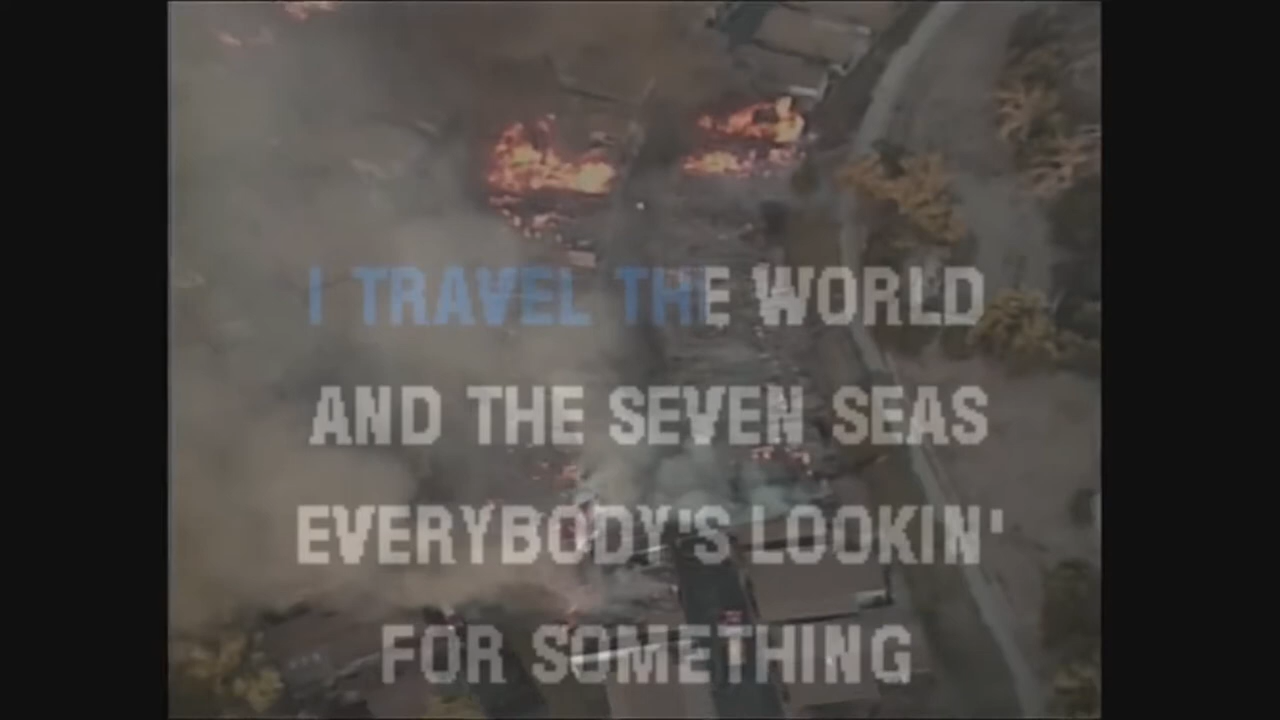 I TRAVEL THE WORLD
AND THE SEVEN SEAS
EVERYBODY'S LOOKIN'
FOR SOMETHING